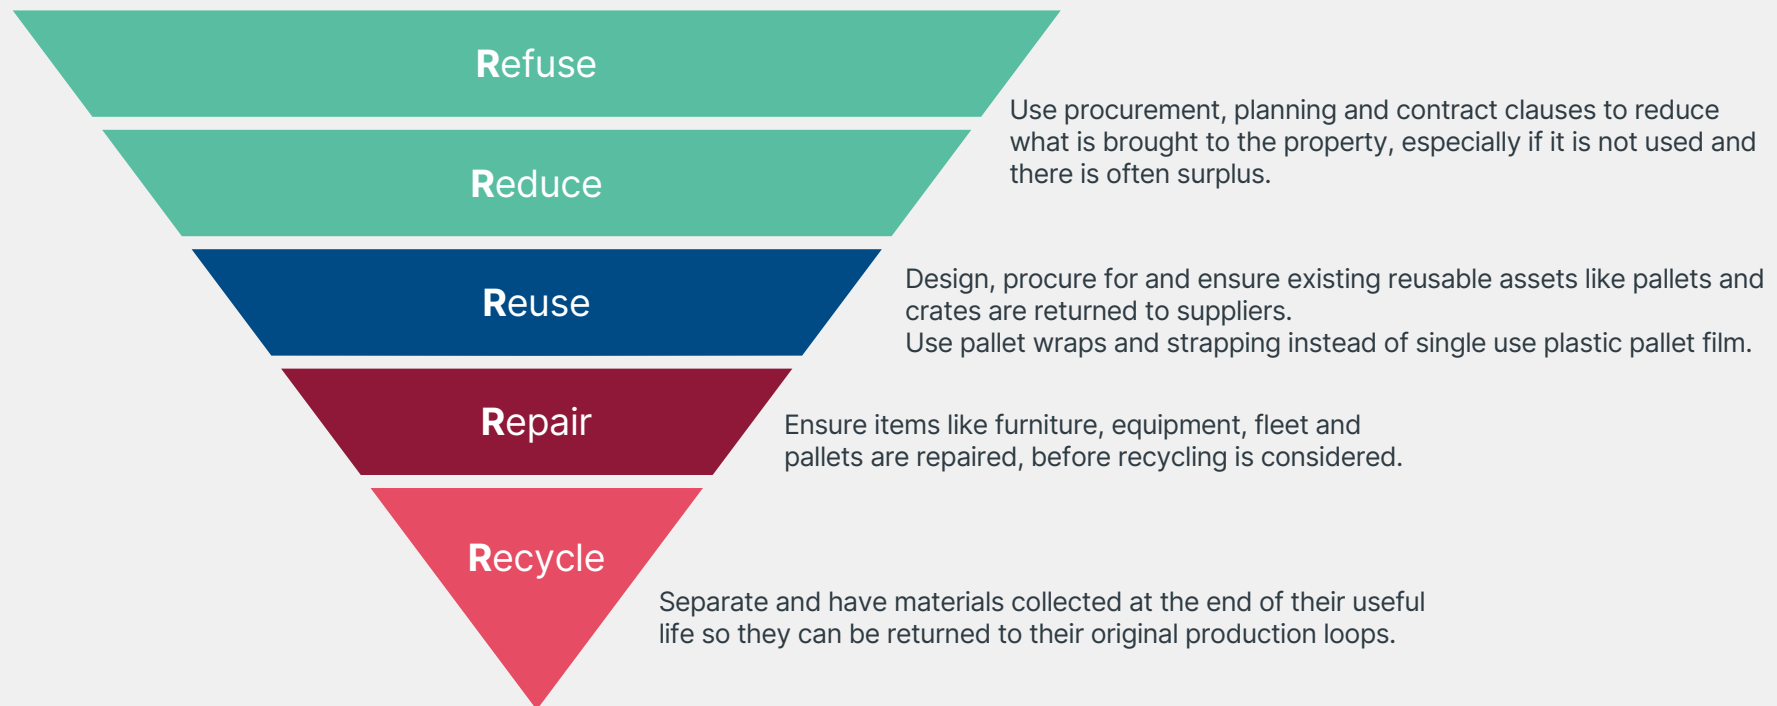 Refuse
Reduce
Use procurement, planning and contract clauses to reduce
what is brought to the property, especially if it is not used and
there is often surplus.
Reuse
Design, procure for and ensure existing reusable assets like pallets and
crates are returned to suppliers.
Use pallet wraps and strapping instead of single use plastic pallet film.
Repair
Ensure items like furniture, equipment, fleet and
pallets are repaired, before recycling is considered.
Recycle
Separate and have materials collected at the end of their useful
life so they can be returned to their original production loops.